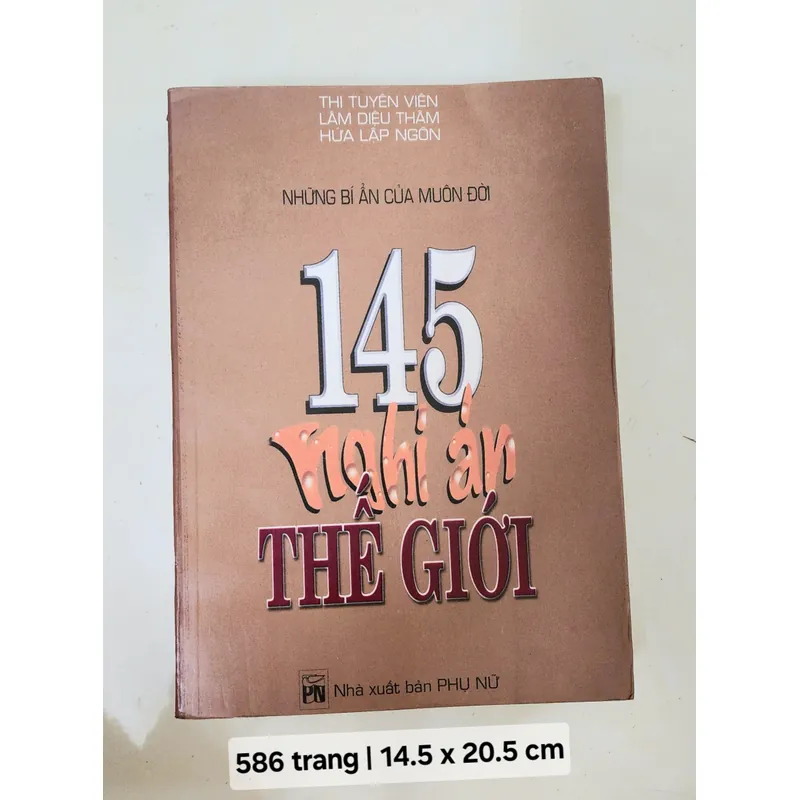 THI TUYÊN VIÊN
LÂM DIỆU THÂM
HỨA LẬP NGÔN
NHỮNG BÍ ẨN CỦA MUÔN ĐỜI
145
nghi án
THẾ GIỚI
PN
Nhà xuất bản PHỤ NỮ
586 trang | 14.5 x 20.5 cm